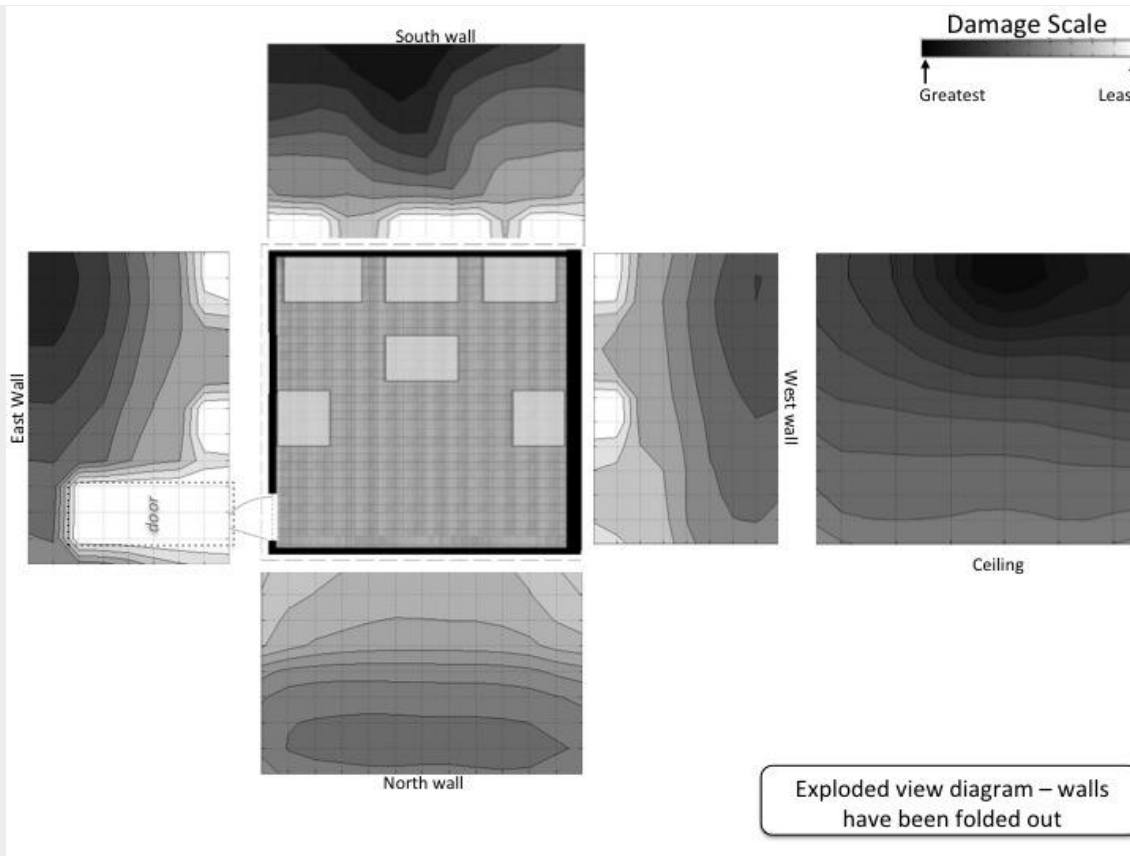 South wall
Damage Scale
Greatest
Leas
East Wall
door
West wall
Ceiling
North wall
Exploded view diagram – walls
have been folded out